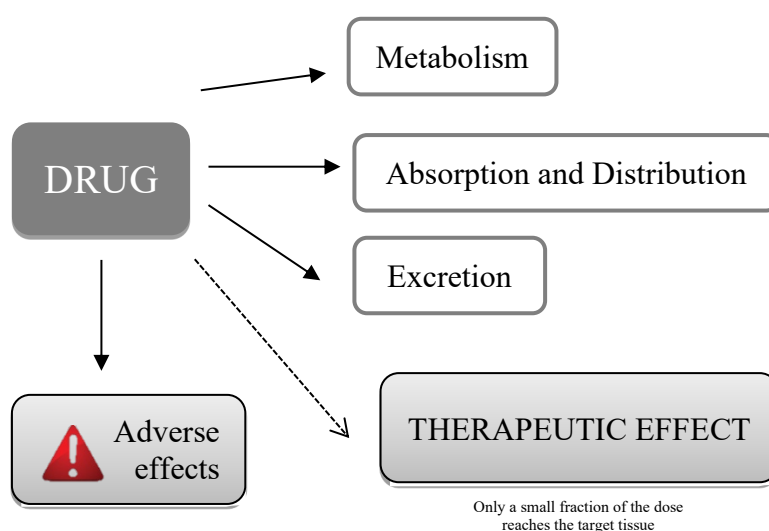 Metabolism
DRUG
Absorption and Distribution
Excretion
Adverse
effects
THERAPEUTIC EFFECT
Only a small fraction of the dose
reaches the target tissue